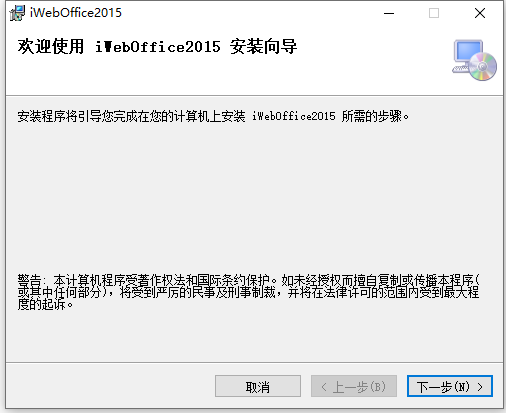 iWebOffice2015
欢迎使用 iWebOffice2015 安装向导
安装程序将引导您完成在您的计算机上安装 iWebOffice2015 所需的步骤。
警告: 本计算机程序受著作权法和国际条约保护。如未经授权而擅自复制或传播本程序(
或其中任何部分)，将受到严厉的民事及刑事制裁，并将在法律许可的范围内受到最大程
度的起诉。
取消
< 上一步(B)
下一步(N) >